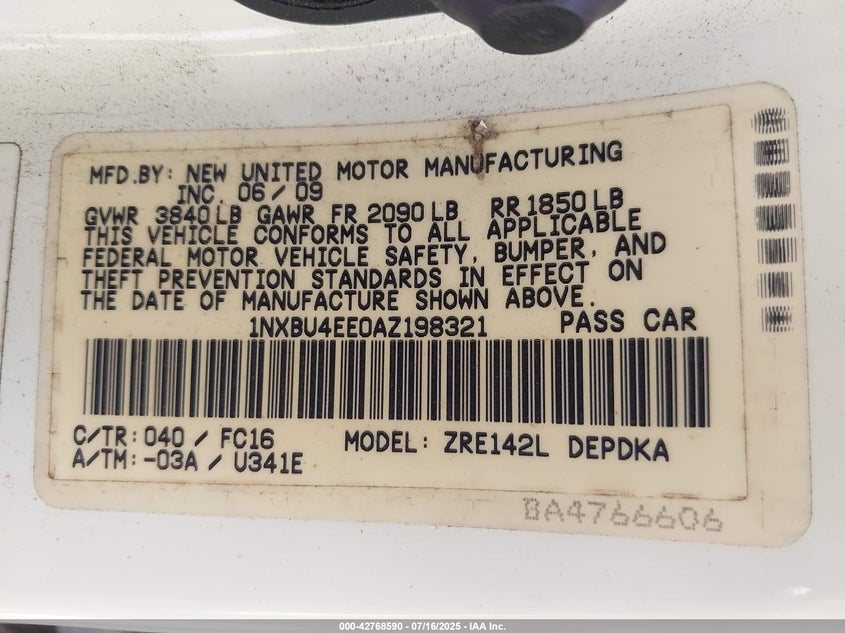 MFD.BY: NEW UNITED MOTOR MANUFACTURING
INC. 06/09
GVWR 3840 LB GAWR FR 2090 LB RR 1850 LB
THIS VEHICLE CONFORMS TO ALL APPLICABLE
FEDERAL MOTOR VEHICLE SAFETY, BUMPER, AND
THEFT PREVENTION STANDARDS IN EFFECT ON
THE DATE OF MANUFACTURE SHOWN ABOVE.
1NXBU4EE0AZ198321 PASS CAR
C/TR: 040 / FC16 MODEL: ZRE142L DEPDKA
A/TM: -03A / U341E
BA4766606
000-42768590 - 07/16/2025 - IAA Inc.